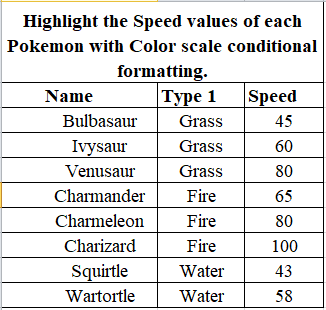 Highlight the Speed values of each
Pokemon with Color scale conditional
formatting.
Name Type 1 Speed
Bulbasaur Grass 45
Ivysaur Grass 60
Venusaur Grass 80
Charmander Fire 65
Charmeleon Fire 80
Charizard Fire 100
Squirtle Water 43
Wartortle Water 58